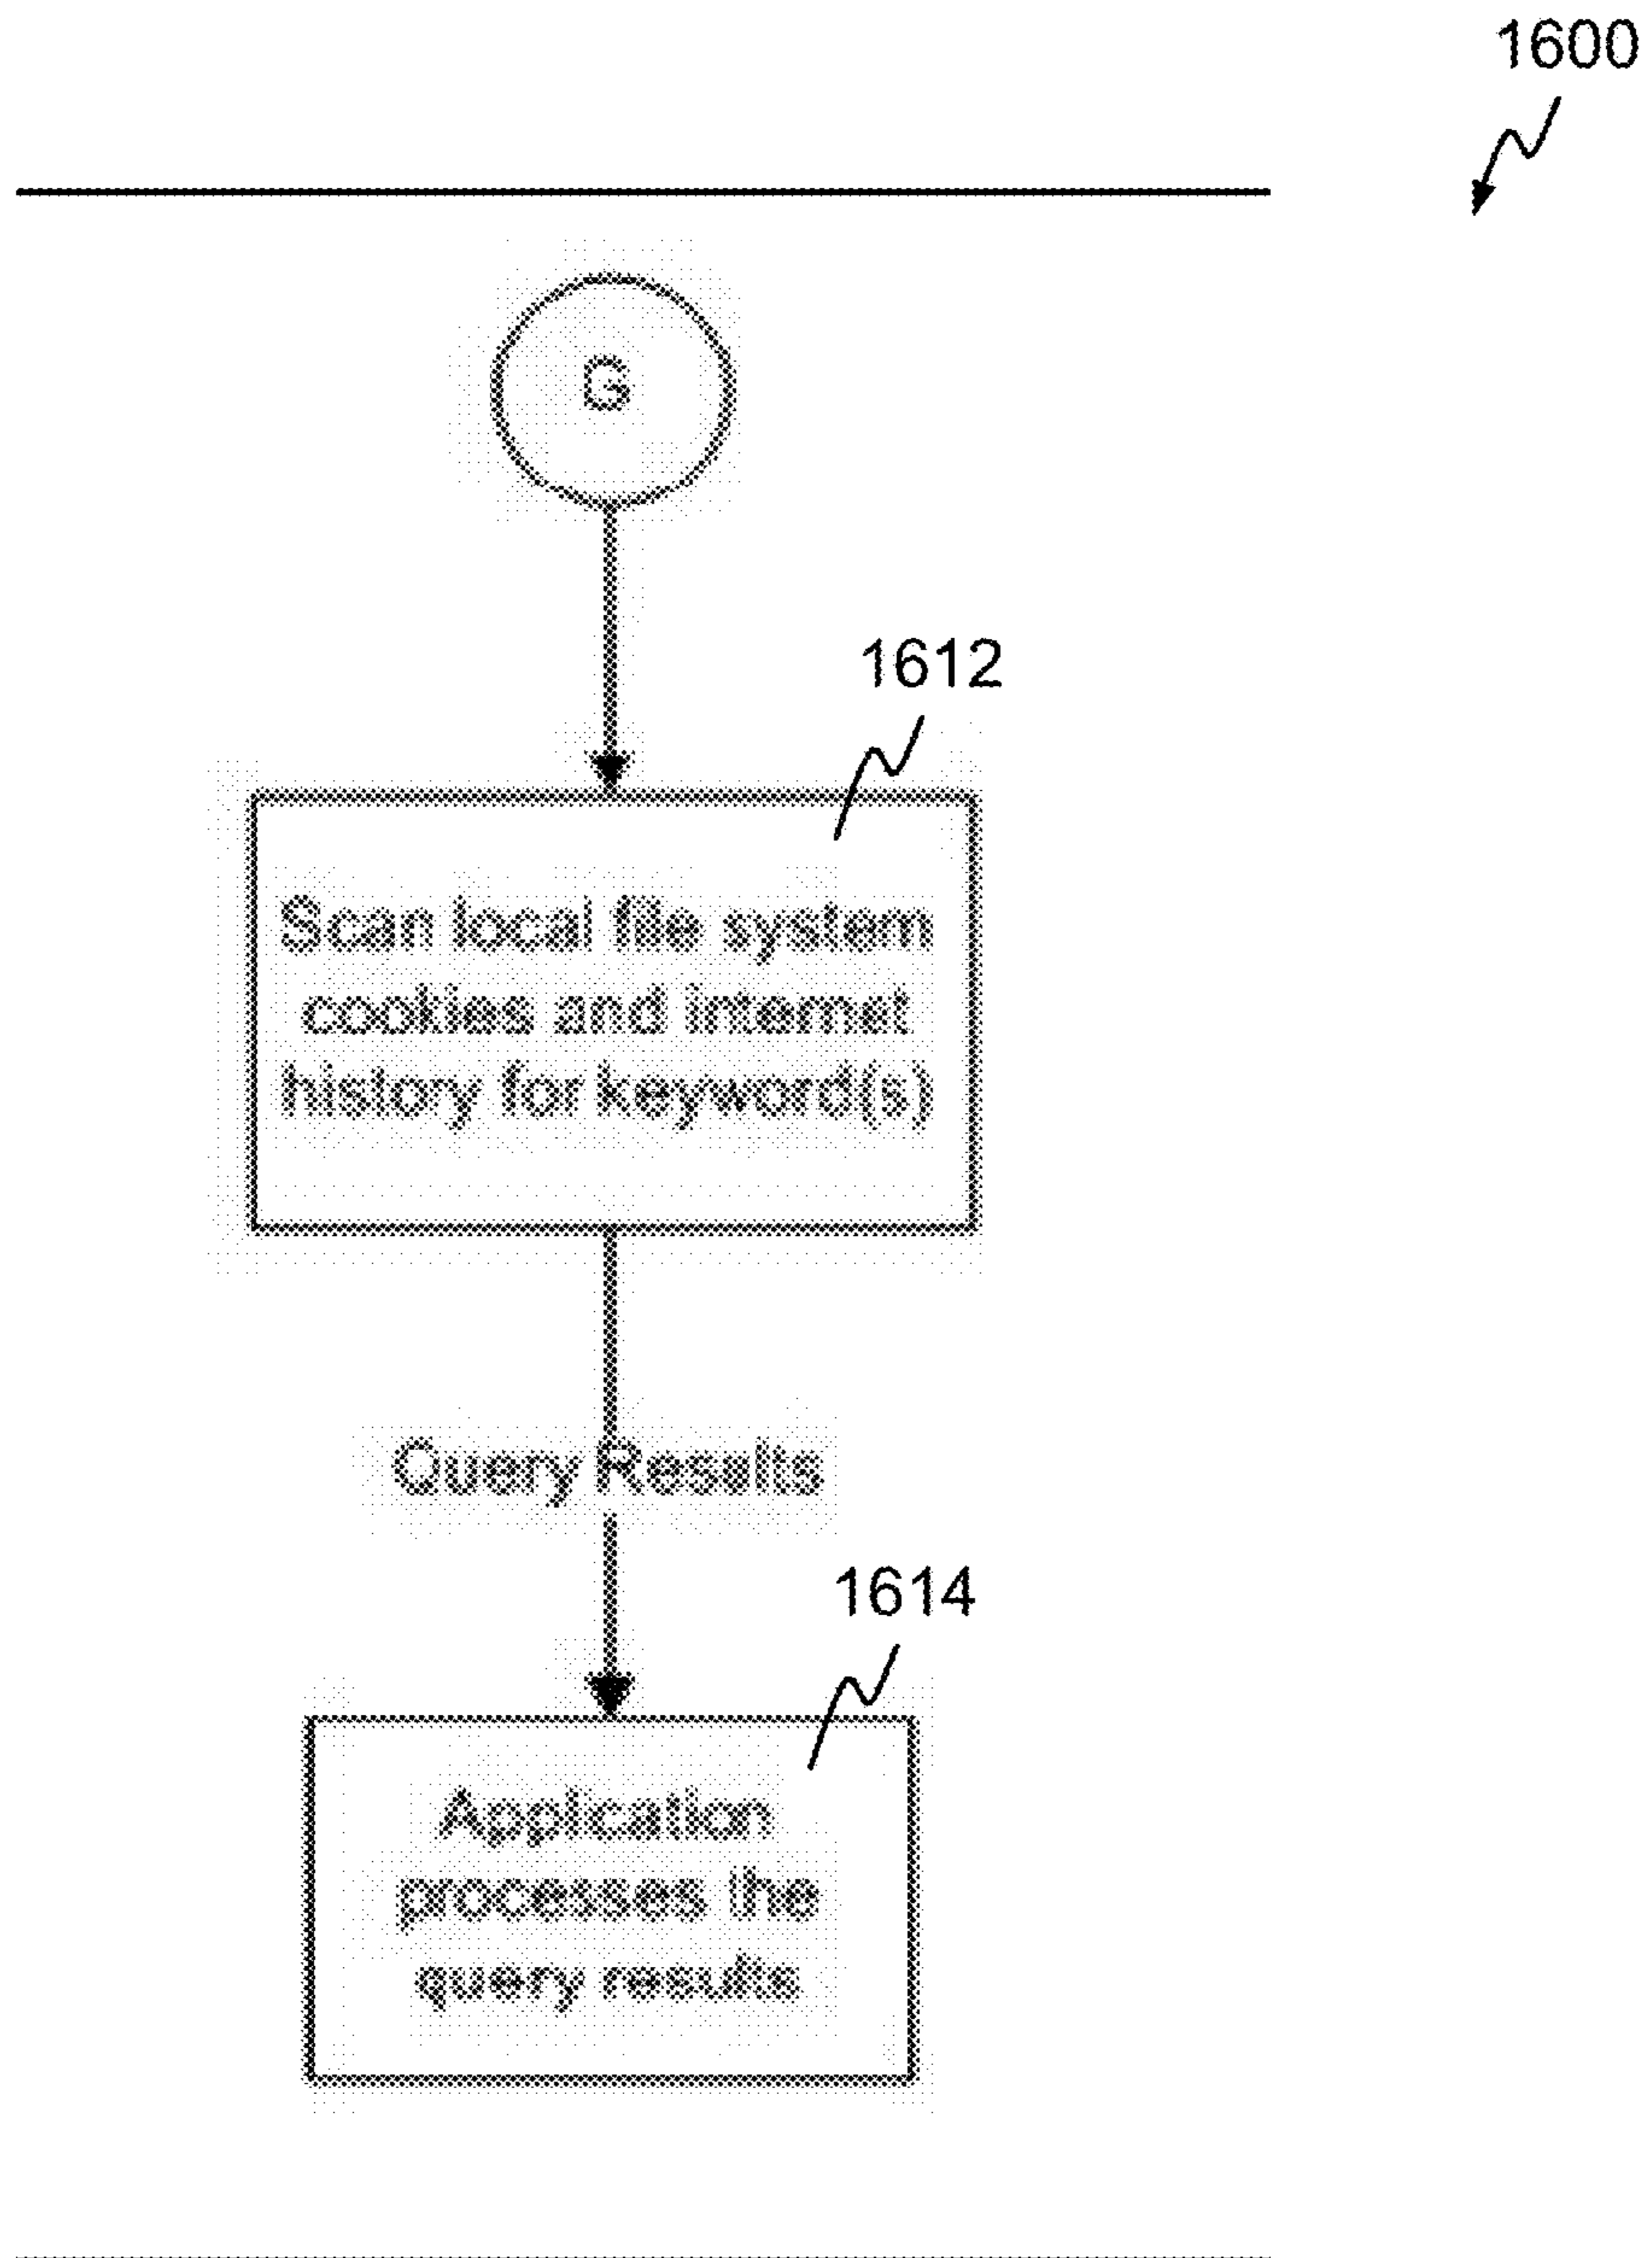 1600
G
1612
Scan local file system
cookies and internet
history for keyword(s)
Query Results
1614
Application
processes the
query results